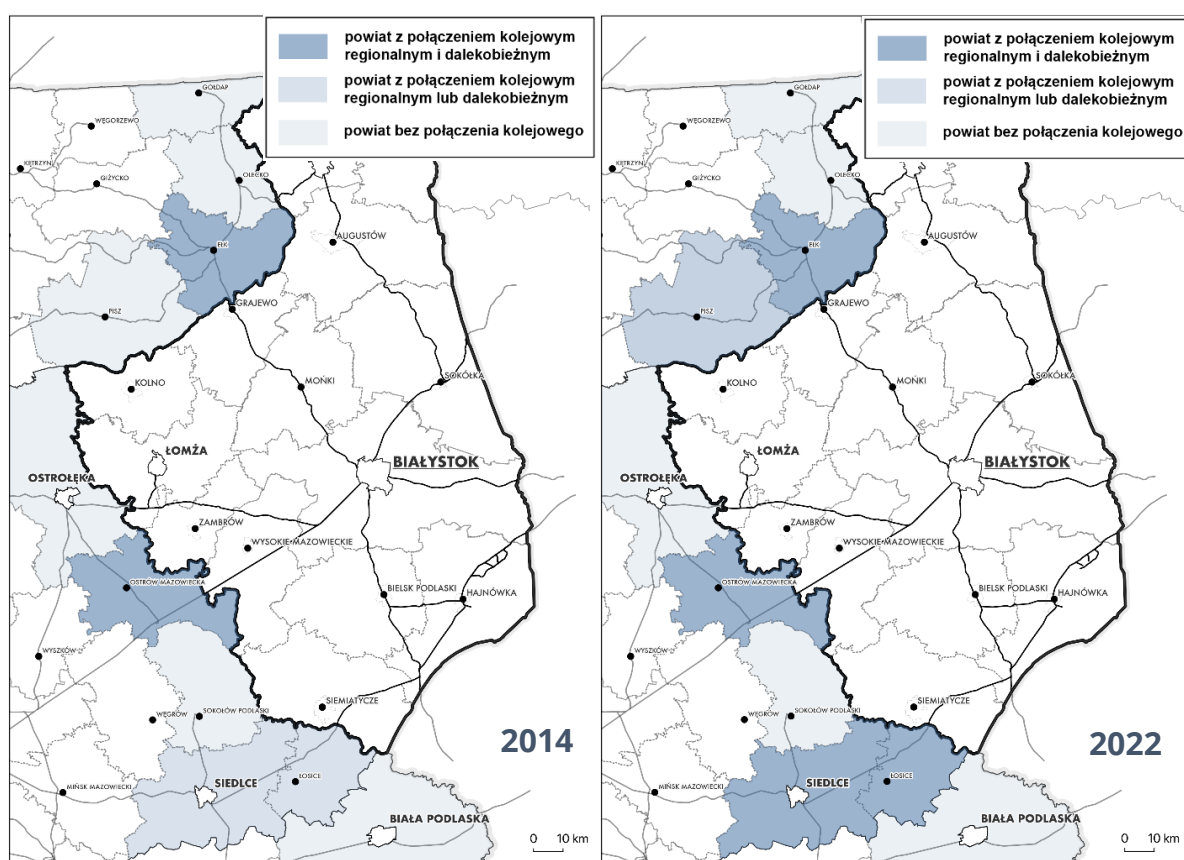 powiat z połączeniem kolejowym
regionalnym i dalekobieżnym
powiat z połączeniem kolejowym
regionalnym lub dalekobieżnym
powiat bez połączenia kolejowego
GOŁDAP
WĘGORZEWO
KĘTRZYN
GIŻYCKO
OLECKO
EŁK
AUGUSTÓW
GRAJEWO
PISZ
KOLNO
MOŃKI
SOKÓŁKA
ŁOMŻA
BIAŁYSTOK
OSTROŁĘKA
ZAMBRÓW
WYSOKIE MAZOWIECKIE
OSTRÓW MAZOWIECKA
BIELSK PODLASKI
HAJNÓWKA
WYSZKÓW
SIEMIATYCZE
WĘGRÓW
SOKOŁÓW PODLASKI
2014
SIEDLCE
ŁOSICE
MIŃSK MAZOWIECKI
BIAŁA PODLASKA
0 10 km
powiat z połączeniem kolejowym
regionalnym i dalekobieżnym
powiat z połączeniem kolejowym
regionalnym lub dalekobieżnym
powiat bez połączenia kolejowego
GOŁDAP
WĘGORZEWO
KĘTRZYN
GIŻYCKO
OLECKO
EŁK
AUGUSTÓW
GRAJEWO
PISZ
KOLNO
MOŃKI
SOKÓŁKA
ŁOMŻA
BIAŁYSTOK
OSTROŁĘKA
ZAMBRÓW
WYSOKIE MAZOWIECKIE
OSTRÓW MAZOWIECKA
BIELSK PODLASKI
HAJNÓWKA
WYSZKÓW
SIEMIATYCZE
WĘGRÓW
SOKOŁÓW PODLASKI
2022
SIEDLCE
ŁOSICE
MIŃSK MAZOWIECKI
BIAŁA PODLASKA
0 10 km